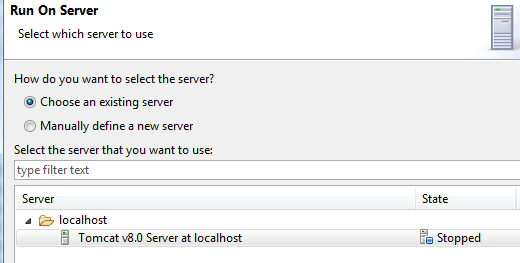 Run On Server
Select which server to use
How do you want to select the server?
Choose an existing server
Manually define a new server
Select the server that you want to use:
type filter text
Server State
localhost
Tomcat v8.0 Server at localhost Stopped